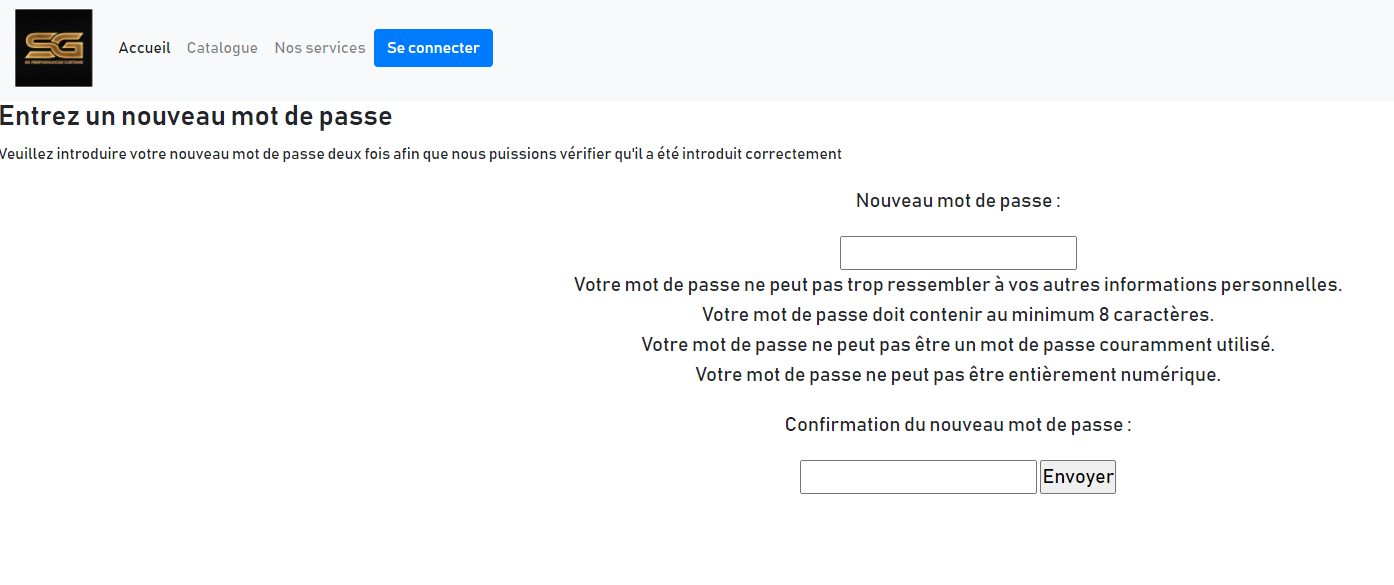 SG
SG PERFORMANCES CUSTOMS
Accueil Catalogue Nos services Se connecter
Entrez un nouveau mot de passe
Veuillez introduire votre nouveau mot de passe deux fois afin que nous puissions vérifier qu'il a été introduit correctement
Nouveau mot de passe :
Votre mot de passe ne peut pas trop ressembler à vos autres informations personnelles.
Votre mot de passe doit contenir au minimum 8 caractères.
Votre mot de passe ne peut pas être un mot de passe couramment utilisé.
Votre mot de passe ne peut pas être entièrement numérique.
Confirmation du nouveau mot de passe :
Envoyer